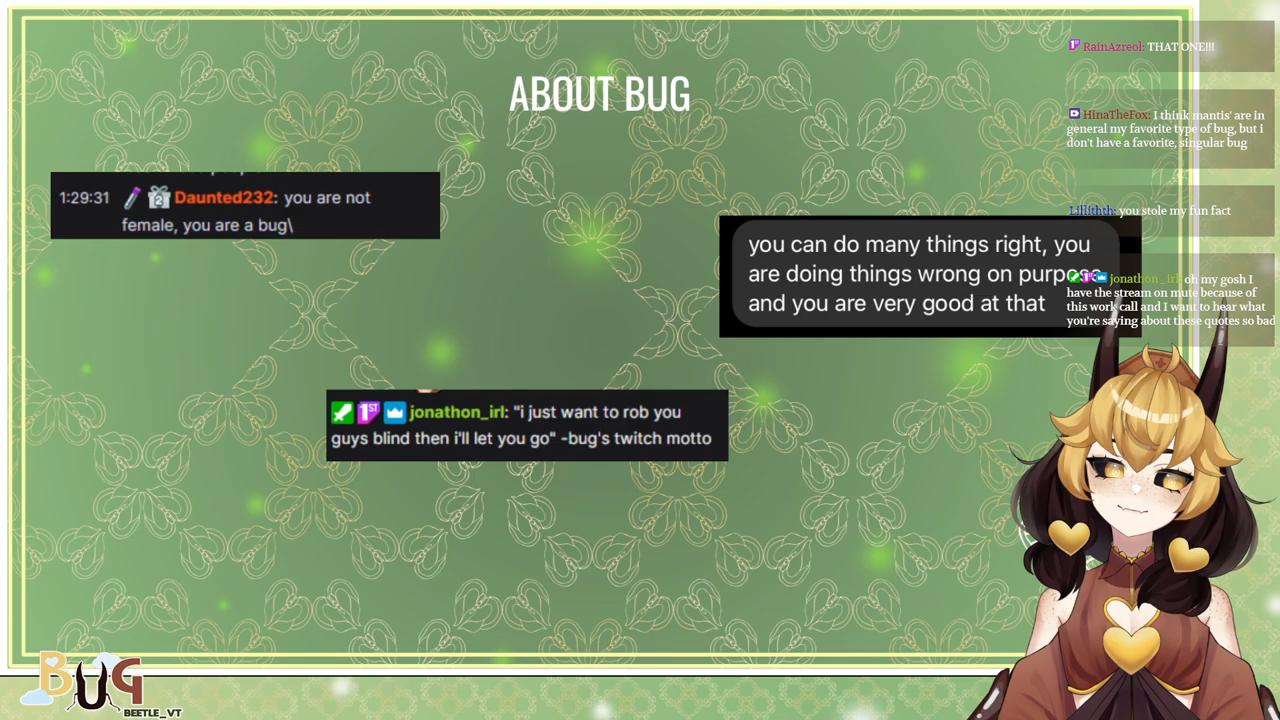 ABOUT BUG
1:29:31 2 Daunted232: you are not
female, you are a bug\
you can do many things right, you
are doing things wrong on purpose
and you are very good at that
1ST jonathon_irl: "i just want to rob you
guys blind then i'll let you go" -bug's twitch motto
1ST RainAzreol: THAT ONE!!!
HinaTheFox: I think mantis' are in
general my favorite type of bug, but i
don't have a favorite, singular bug
Lillithth: you stole my fun fact
jonathon_irl: oh my gosh I
have the stream on mute because of
this work call and I want to hear what
you're saying about these quotes so bad
BUG
BEETLE_VT